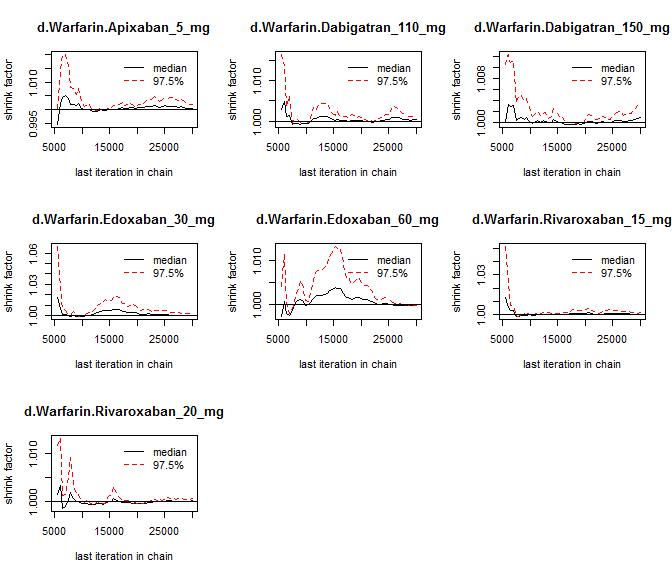 d.Warfarin.Apixaban_5_mg
shrink factor
0.995 1.010
median
97.5%
5000 15000 25000
last iteration in chain
d.Warfarin.Dabigatran_110_mg
shrink factor
1.000 1.010
median
97.5%
5000 15000 25000
last iteration in chain
d.Warfarin.Dabigatran_150_mg
shrink factor
1.000 1.008
median
97.5%
5000 15000 25000
last iteration in chain
d.Warfarin.Edoxaban_30_mg
shrink factor
1.00 1.03 1.06
median
97.5%
5000 15000 25000
last iteration in chain
d.Warfarin.Edoxaban_60_mg
shrink factor
1.000 1.010
median
97.5%
5000 15000 25000
last iteration in chain
d.Warfarin.Rivaroxaban_15_mg
shrink factor
1.00 1.03
median
97.5%
5000 15000 25000
last iteration in chain
d.Warfarin.Rivaroxaban_20_mg
shrink factor
1.000 1.010
median
97.5%
5000 15000 25000
last iteration in chain